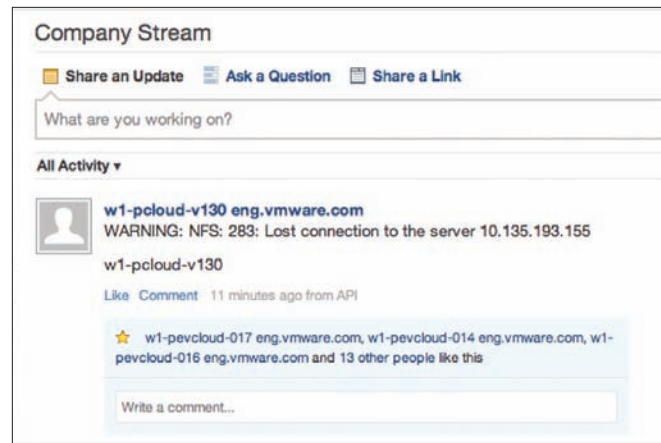 Company Stream
Share an Update Ask a Question Share a Link
What are you working on?
All Activity ▾
w1-pcloud-v130 eng.vmware.com
WARNING: NFS: 283: Lost connection to the server 10.135.193.155
w1-pcloud-v130
Like Comment 11 minutes ago from API
w1-pevcloud-017 eng.vmware.com, w1-pevcloud-014 eng.vmware.com, w1-
pevcloud-016 eng.vmware.com and 13 other people like this
Write a comment...